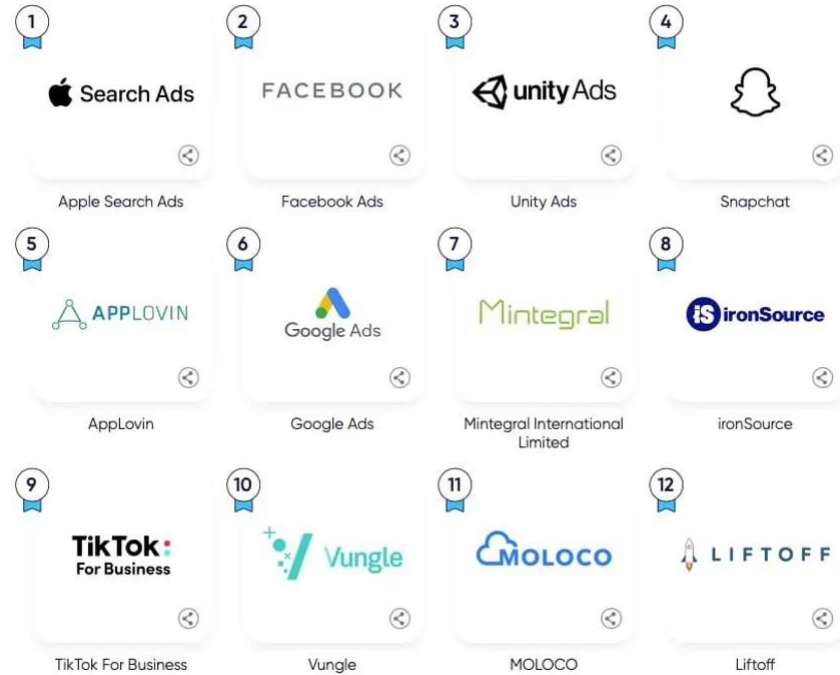 1
2
3
4
Search Ads
FACEBOOK
unity Ads
Apple Search Ads
Facebook Ads
Unity Ads
Snapchat
5
6
7
8
APPLOVIN
Google Ads
Mintegral
iS ironSource
AppLovin
Google Ads
Mintegral International
Limited
ironSource
9
10
11
12
TikTok:
For Business
Vungle
MOLOCO
LIFTOFF
TikTok For Business
Vungle
MOLOCO
Liftoff